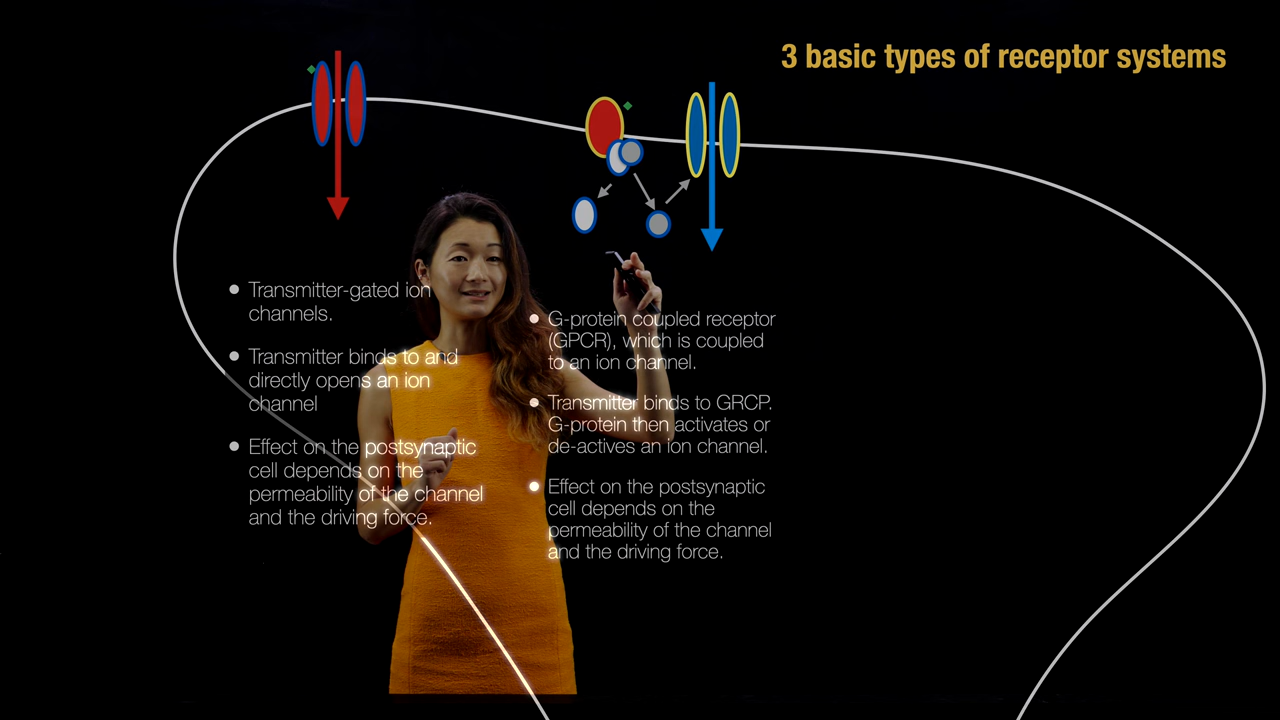 3 basic types of receptor systems
● Transmitter-gated ion
channels.
● Transmitter binds to and
directly opens an ion
channel
● Effect on the postsynaptic
cell depends on the
permeability of the channel
and the driving force.
● G-protein coupled receptor
(GPCR), which is coupled
to an ion channel.
● Transmitter binds to GRCP.
G-protein then activates or
de-actives an ion channel.
● Effect on the postsynaptic
cell depends on the
permeability of the channel
and the driving force.